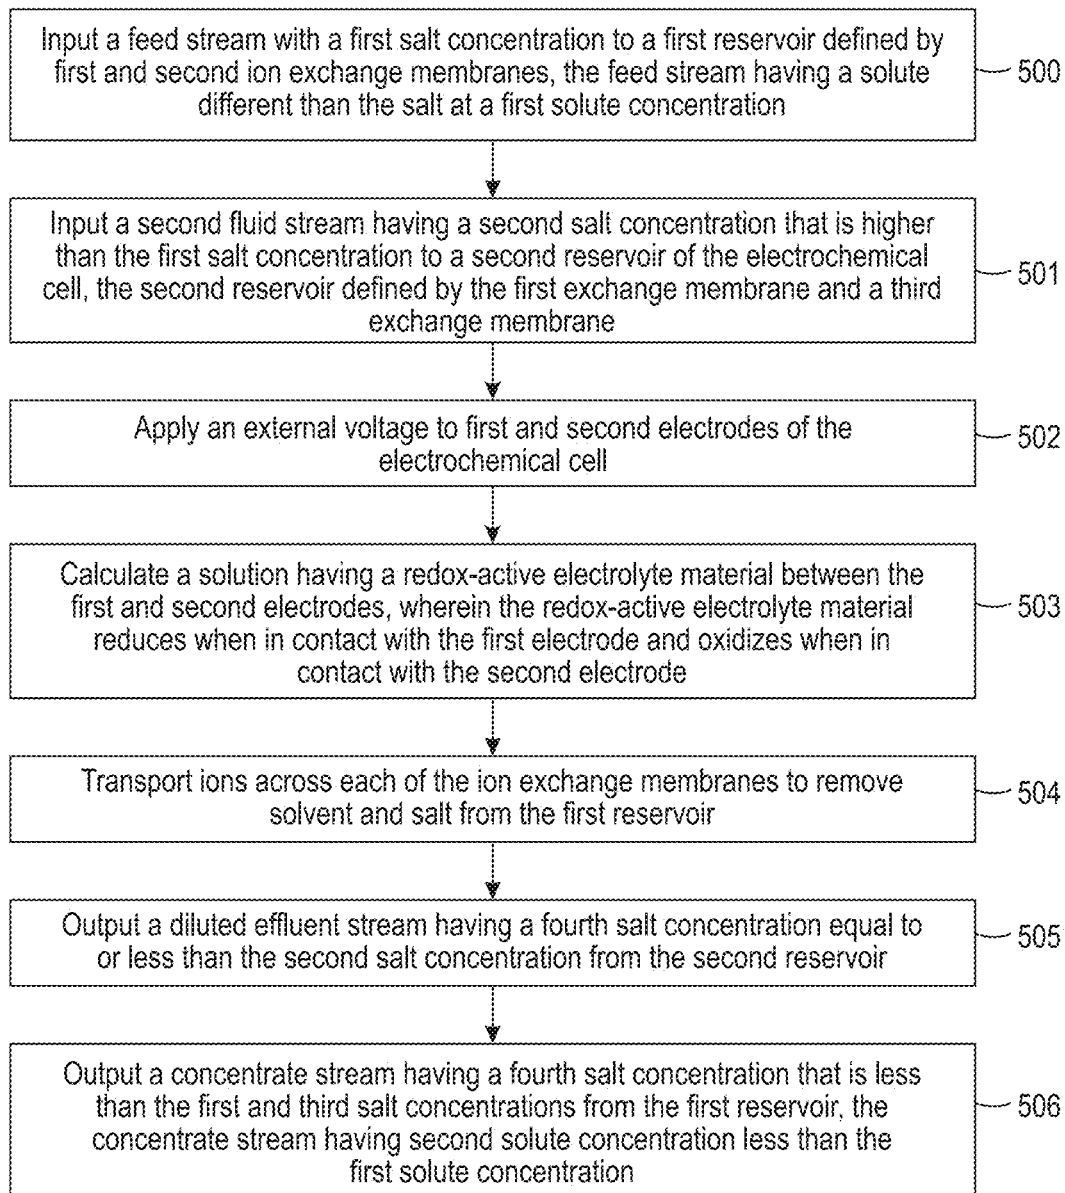 Input a feed stream with a first salt concentration to a first reservoir defined by
first and second ion exchange membranes, the feed stream having a solute
different than the salt at a first solute concentration
500
Input a second fluid stream having a second salt concentration that is higher
than the first salt concentration to a second reservoir of the electrochemical
cell, the second reservoir defined by the first exchange membrane and a third
exchange membrane
501
Apply an external voltage to first and second electrodes of the
electrochemical cell
502
Calculate a solution having a redox-active electrolyte material between the
first and second electrodes, wherein the redox-active electrolyte material
reduces when in contact with the first electrode and oxidizes when in
contact with the second electrode
503
Transport ions across each of the ion exchange membranes to remove
solvent and salt from the first reservoir
504
Output a diluted effluent stream having a fourth salt concentration equal to
or less than the second salt concentration from the second reservoir
505
Output a concentrate stream having a fourth salt concentration that is less
than the first and third salt concentrations from the first reservoir, the
concentrate stream having second solute concentration less than the
first solute concentration
506